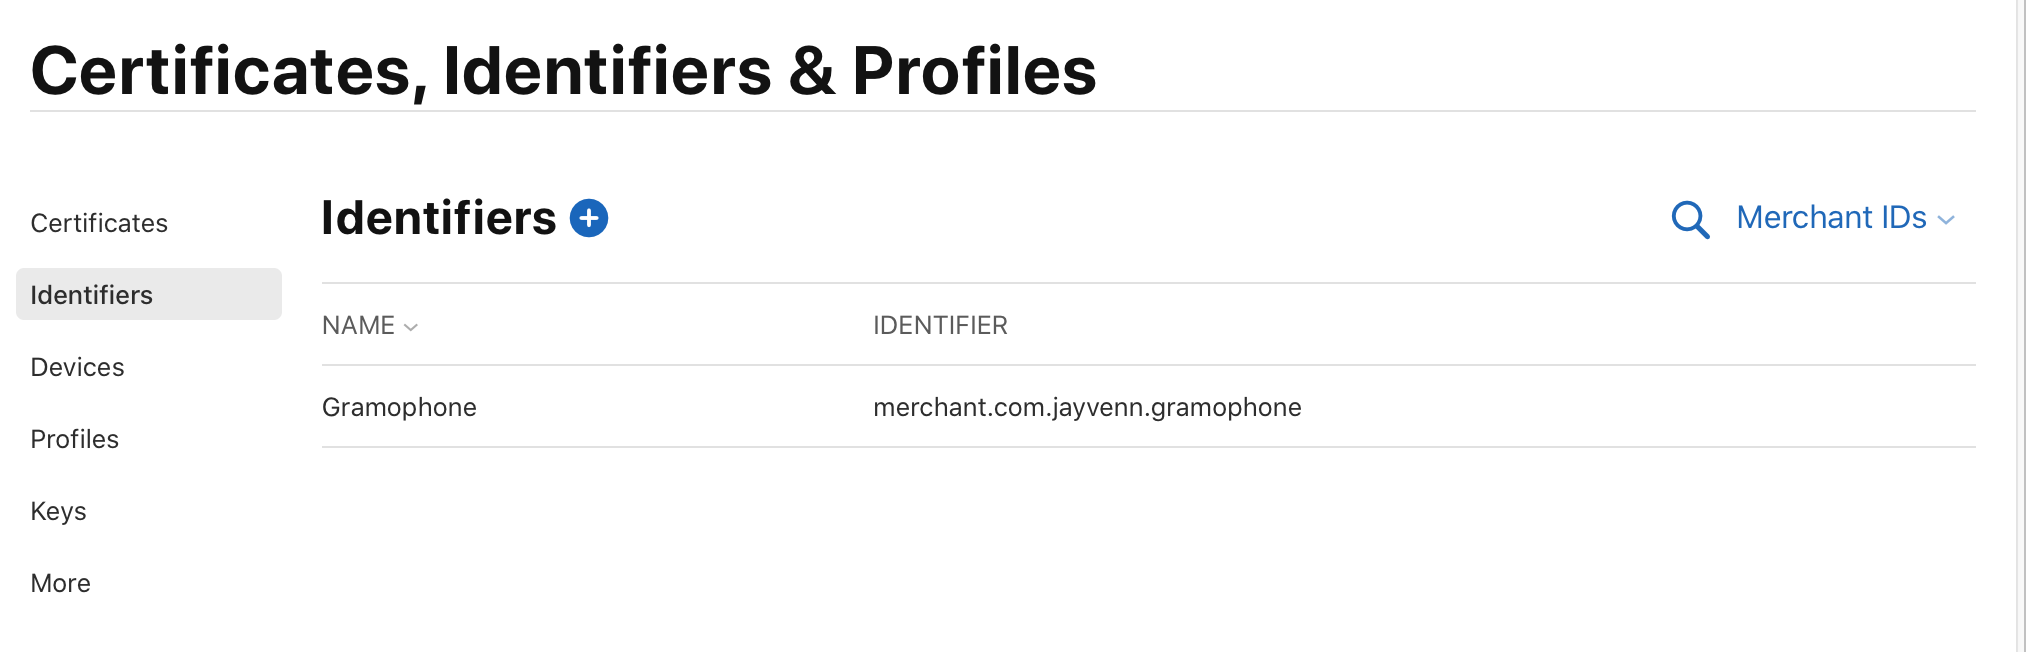 Certificates, Identifiers & Profiles
Certificates
Identifiers
Devices
Profiles
Keys
More
Identifiers
Merchant IDs
NAME IDENTIFIER
Gramophone merchant.com.jayvenn.gramophone